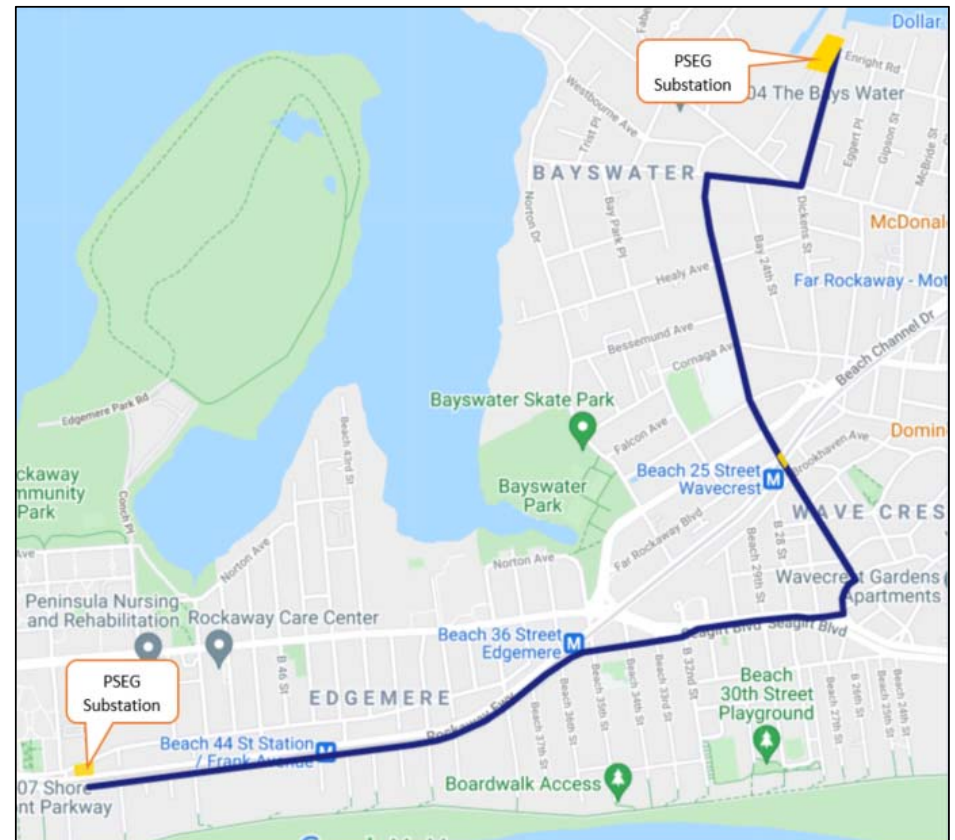 Dollar
Fabe
PSEG
Substation
Enright Rd
04 The Bays Water
Westbourne Ave
Trist Pl
Eggert Pl
Gipson St
McBride St
BAYSWATER
Norton Dr
Bay Park Pl
Dickens St
McDonal
Bay 24th St
Healy Ave
Far Rockaway - Mot
Bessemund Ave
Beach Channel Dr
Cornaga Av
Edgemere Park Rd
Bayswater Skate Park
Beach 43rd St
Falcon Ave
Brookhaven Ave
Domin
ckaway
mmunity
Park
Beach 25 Street
Wavecrest
M
Bayswater
Park
Conch Pl
WAVE CRES
Far Rockaway Blvd
B 28 St
Beach 29th St
Ave
Norton Ave
Norton Ave
Wavecrest Gardens
Apartments
Peninsula Nursing
and Rehabilitation
Rockaway Care Center
Beach 36 Street
Edgemere
M
Seagirt Blvd
Seagirt Blvd
B 46 St
B 32nd St
Beach 33rd St
Beach 34th St
Beach 35th St
Beach 36th St
Beach 37th St
PSEG
Substation
EDGEMERE
Beach
30th Street
Playground
Beach 27th St
B 26th St
Beach 25th St
Beach 24th St
Rockaway Fwy
Beach 44 St Station
/ Frank Avenue
M
07 Shore
nt Parkway
Boardwalk Access